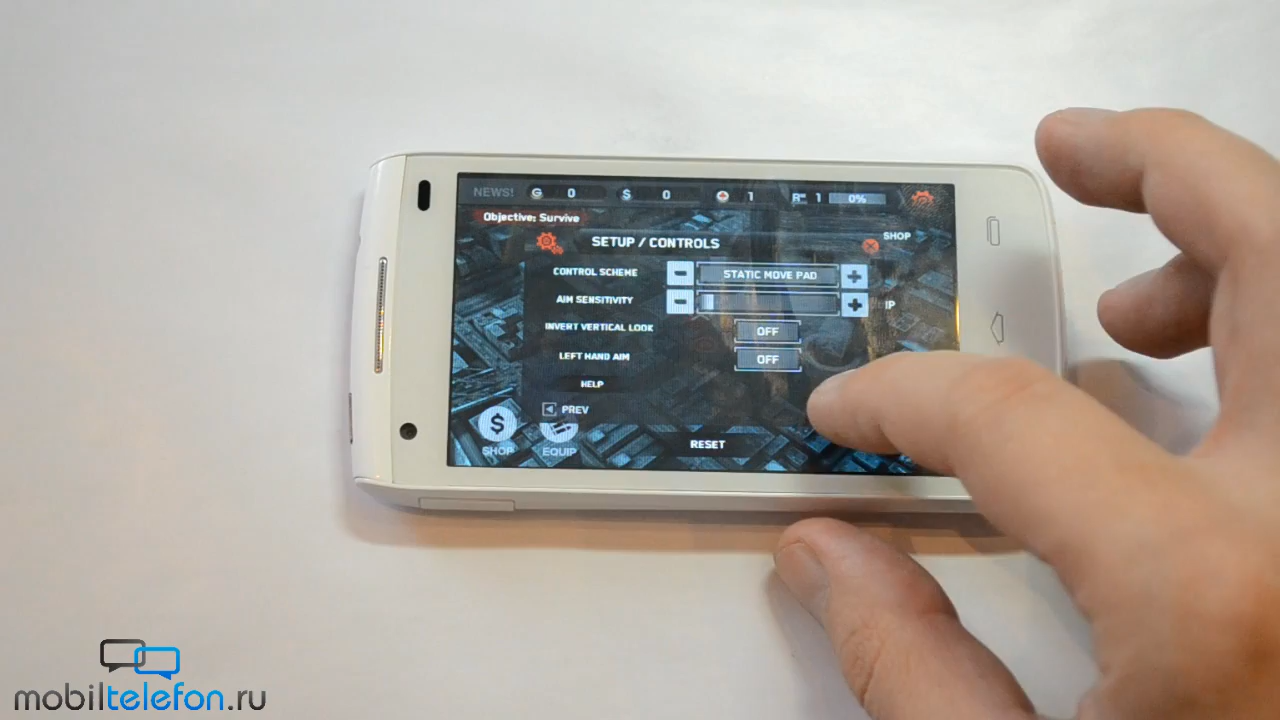 NEWS! G 0 $ 0 1 R 1 0%
Objective: Survive
SETUP / CONTROLS
SHOP
CONTROL SCHEME - STATIC MOVE PAD +
AIM SENSITIVITY - +
IP
INVERT VERTICAL LOOK OFF
LEFT HAND AIM OFF
HELP
PREV
$
SHOP EQUIP RESET
mobiltelefon.ru